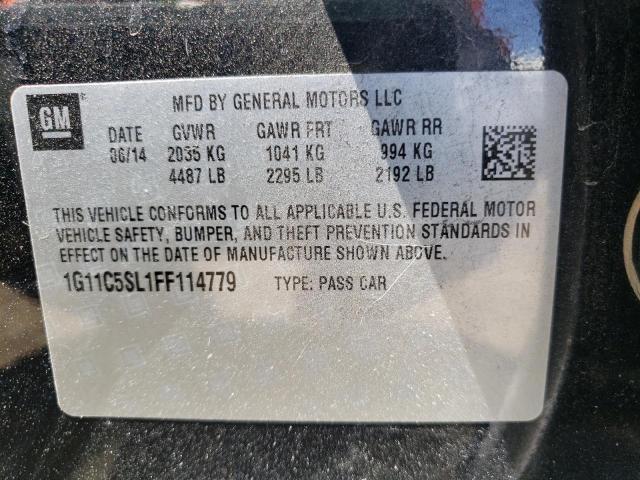 GM
MFD BY GENERAL MOTORS LLC
DATE GVWR GAWR FRT GAWR RR
06/14 2035 KG 1041 KG 994 KG
4487 LB 2295 LB 2192 LB
THIS VEHICLE CONFORMS TO ALL APPLICABLE U.S. FEDERAL MOTOR
VEHICLE SAFETY, BUMPER, AND THEFT PREVENTION STANDARDS IN
EFFECT ON THE DATE OF MANUFACTURE SHOWN ABOVE.
1G11C5SL1FF114779 TYPE: PASS CAR